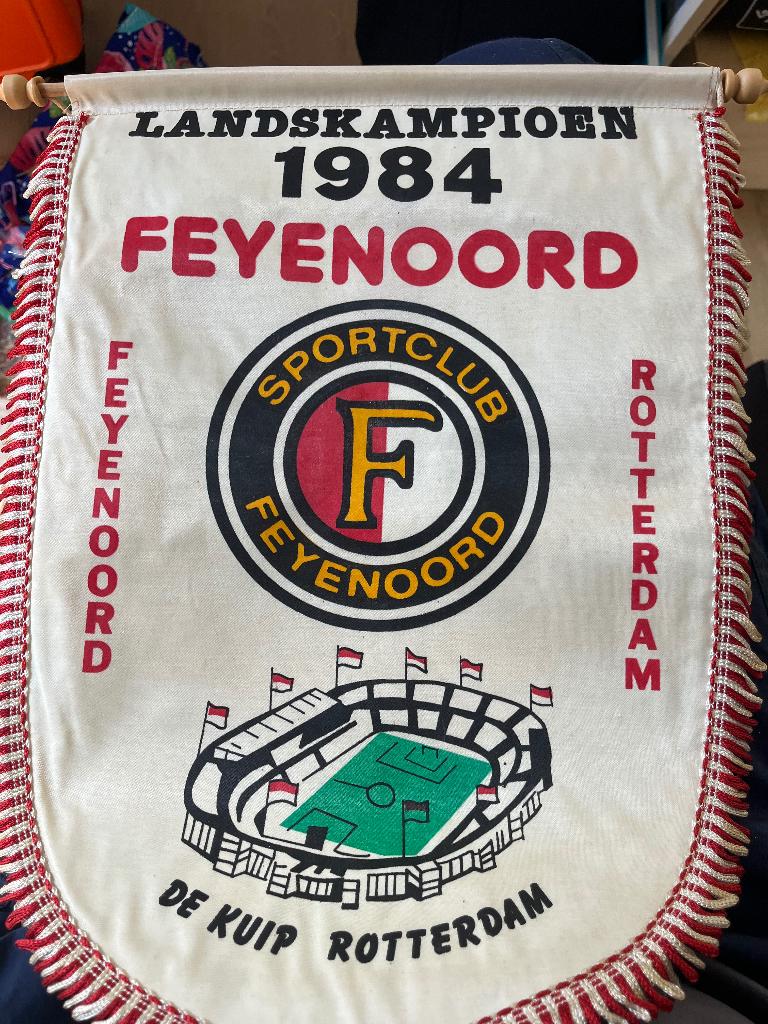 LANDSKAMPIOEN
1984
FEYENOORD
FEYENOORD
SPORTCLUB
F
FEYENOORD
ROTTERDAM
DE KUIP ROTTERDAM